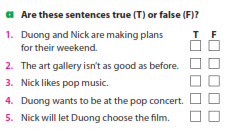 a Are these sentences true (T) or false (F)?
T F
1. Duong and Nick are making plans
for their weekend.
2. The art gallery isn't as good as before.
3. Nick likes pop music.
4. Duong wants to be at the pop concert.
5. Nick will let Duong choose the film.